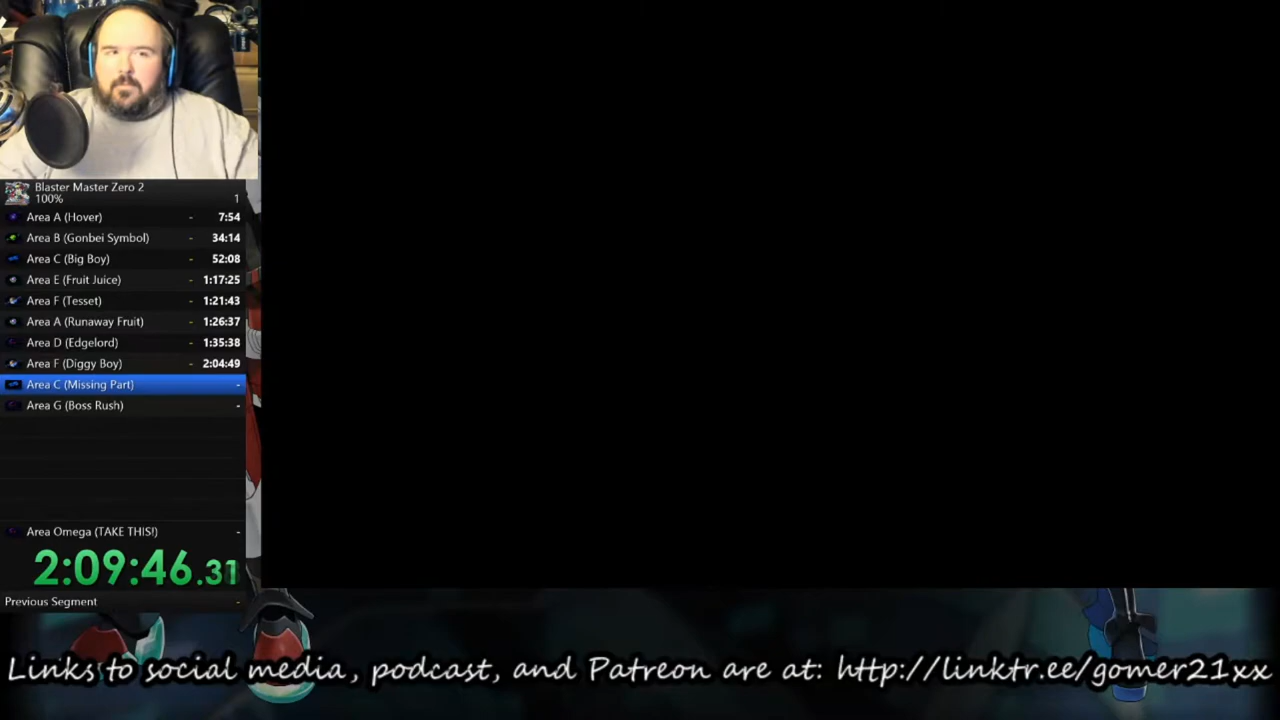 Blaster Master Zero 2
100% 1
Area A (Hover) - 7:54
Area B (Gonbei Symbol) - 34:14
Area C (Big Boy) - 52:08
Area E (Fruit Juice) - 1:17:25
Area F (Tesset) - 1:21:43
Area A (Runaway Fruit) - 1:26:37
Area D (Edgelord) - 1:35:38
Area F (Diggy Boy) - 2:04:49
Area C (Missing Part) -
Area G (Boss Rush) -
Area Omega (TAKE THIS!) -
2:09:46.31
Previous Segment -
Links to social media, podcast, and Patreon are at: http://linktr.ee/gomer21xx